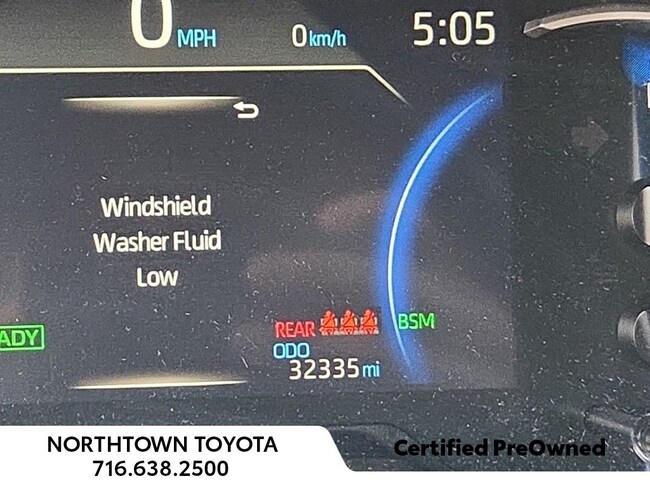 0 MPH 0 km/h 5:05
Windshield
Washer Fluid
Low
REAR BSM
ADY
ODO
32335 mi
NORTHTOWN TOYOTA
716.638.2500
Certified PreOwned